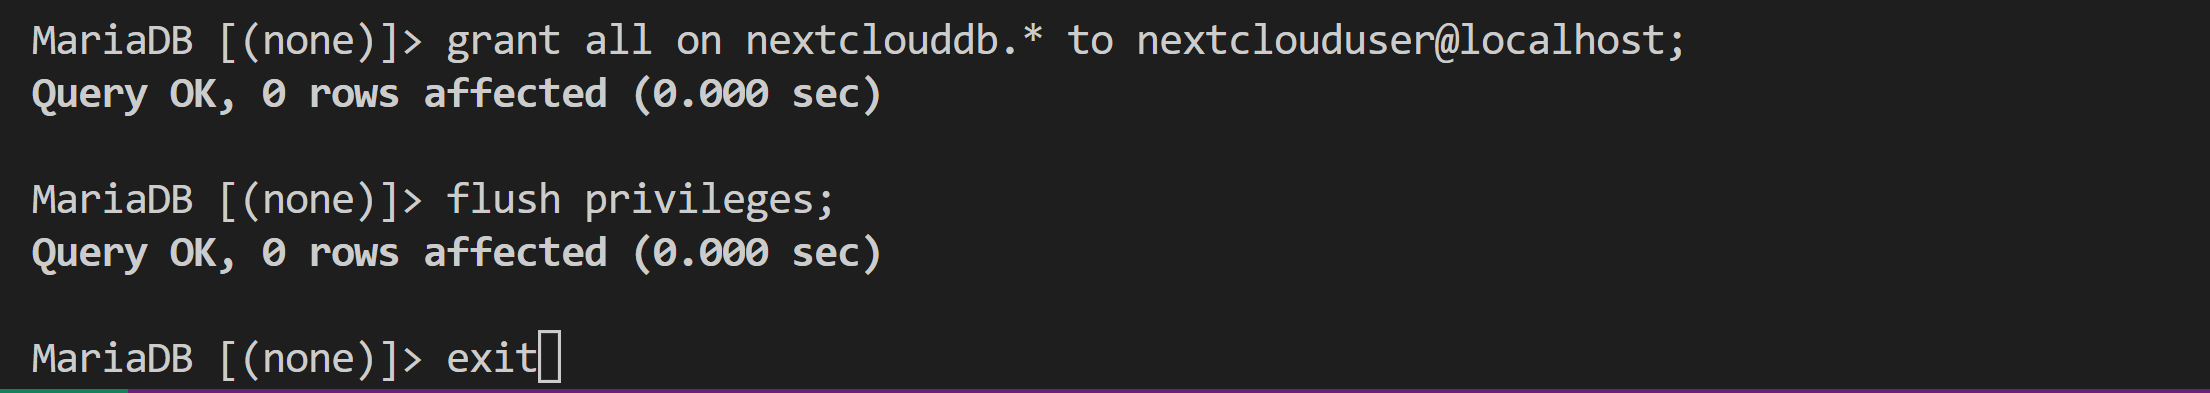 MariaDB [(none)]> grant all on nextclouddb.* to nextclouduser@localhost;
Query OK, 0 rows affected (0.000 sec)
MariaDB [(none)]> flush privileges;
Query OK, 0 rows affected (0.000 sec)
MariaDB [(none)]> exit